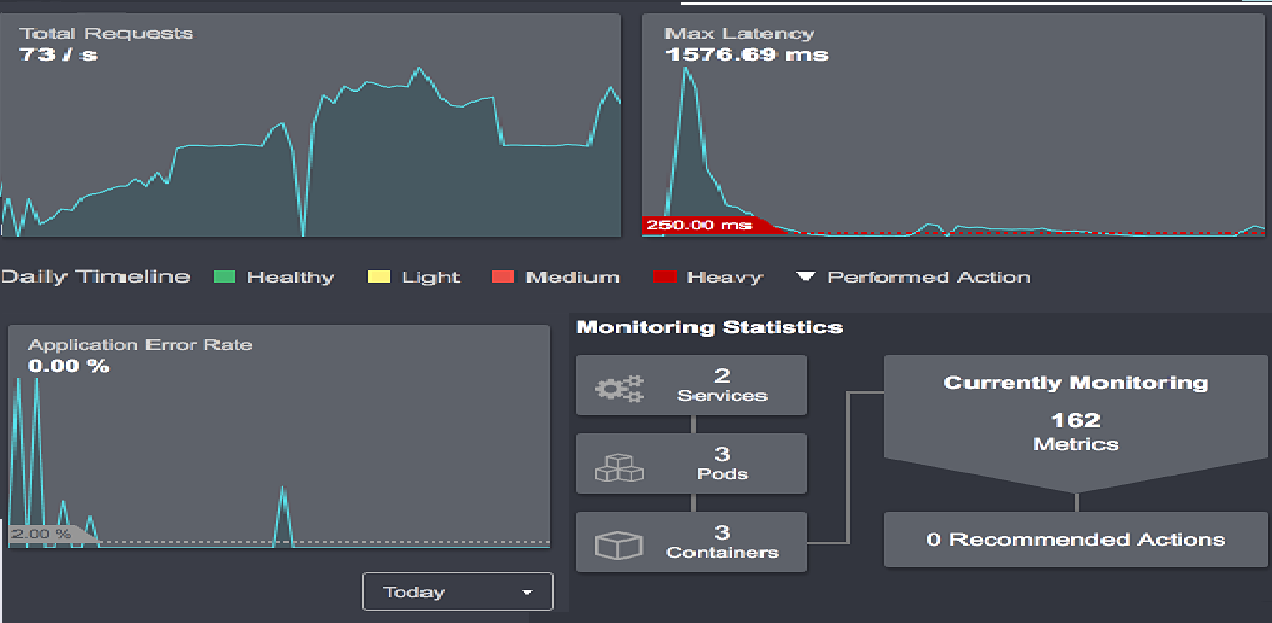 Total Requests
73 / s
Max Latency
1576.69 ms
250.00 ms
Daily Timeline Healthy Light Medium Heavy Performed Action
Application Error Rate
0.00 %
2.00 %
Today
Monitoring Statistics
2
Services
3
Pods
3
Containers
Currently Monitoring
162
Metrics
0 Recommended Actions